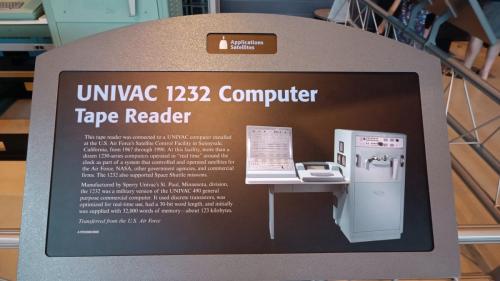 Applications
Satellites
UNIVAC 1232 Computer
Tape Reader
This tape reader was connected to a UNIVAC computer installed
at the U.S. Air Force's Satellite Control Facility in Sunnyvale,
California, from 1967 through 1990. At this facility, more than a
dozen 1230-series computers operated in "real time" around the
clock as part of a system that controlled and operated satellites for
the Air Force, NASA, other government agencies, and commercial
firms. The 1232 also supported Space Shuttle missions.
Manufactured by Sperry Univac's St. Paul, Minnesota, division,
the 1232 was a military version of the UNIVAC 490 general
purpose commercial computer. It used discrete transistors, was
optimized for real-time use, had a 30-bit word length, and initially
was supplied with 32,000 words of memory—about 123 kilobytes.
Transferred from the U.S. Air Force